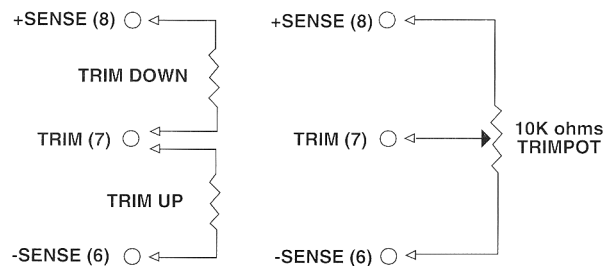 +SENSE (8)
TRIM DOWN
TRIM (7)
TRIM UP
-SENSE (6)
+SENSE (8)
TRIM (7)
10K ohms
TRIMPOT
-SENSE (6)